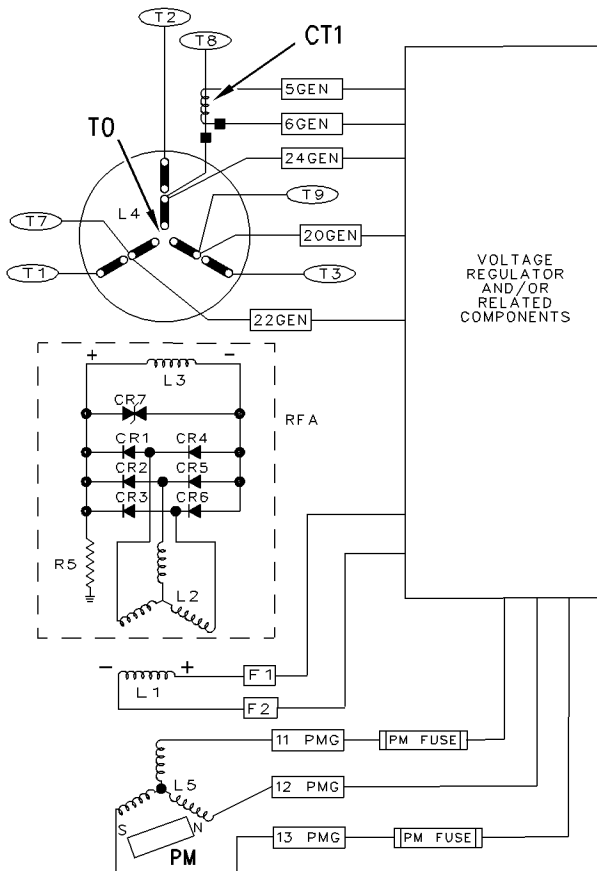 T2
T8
CT1
5GEN
6GEN
T0
24GEN
L4
T9
T7
20GEN
T1
T3
22GEN
VOLTAGE
REGULATOR
AND/OR
RELATED
COMPONENTS
+ -
L3
CR7
RFA
CR1 CR4
CR2 CR5
CR3 CR6
R5
L2
- +
L1
F1
F2
11 PMG
PM FUSE
L5
12 PMG
S N
PM
13 PMG
PM FUSE